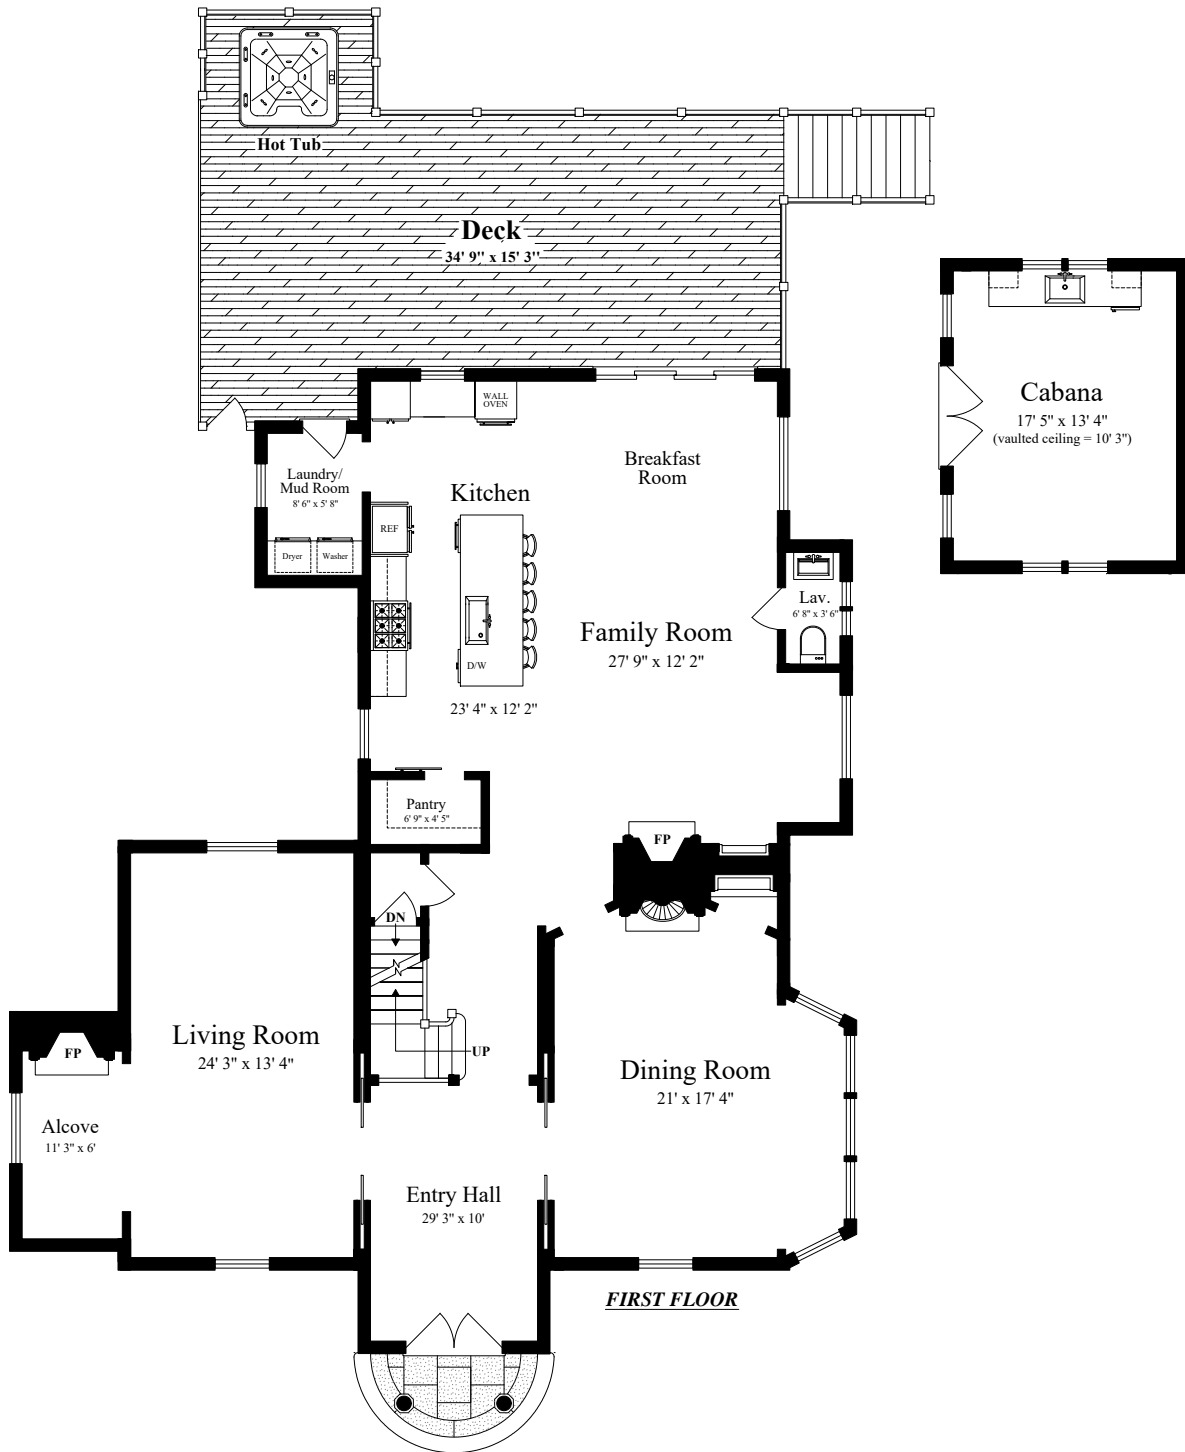 Hot Tub
Deck
34' 9" x 15' 3"
Cabana
17' 5" x 13' 4"
(vaulted ceiling = 10' 3")
WALL
OVEN
Breakfast
Room
Laundry/
Mud Room
8' 6" x 5' 8"
Kitchen
REF
Dryer
Washer
Lav.
6' 8" x 3' 6"
Family Room
27' 9" x 12' 2"
D/W
23' 4" x 12' 2"
Pantry
6' 9" x 4' 5"
FP
DN
UP
Living Room
24' 3" x 13' 4"
FP
Dining Room
21' x 17' 4"
Alcove
11' 3" x 6'
Entry Hall
29' 3" x 10'
FIRST FLOOR